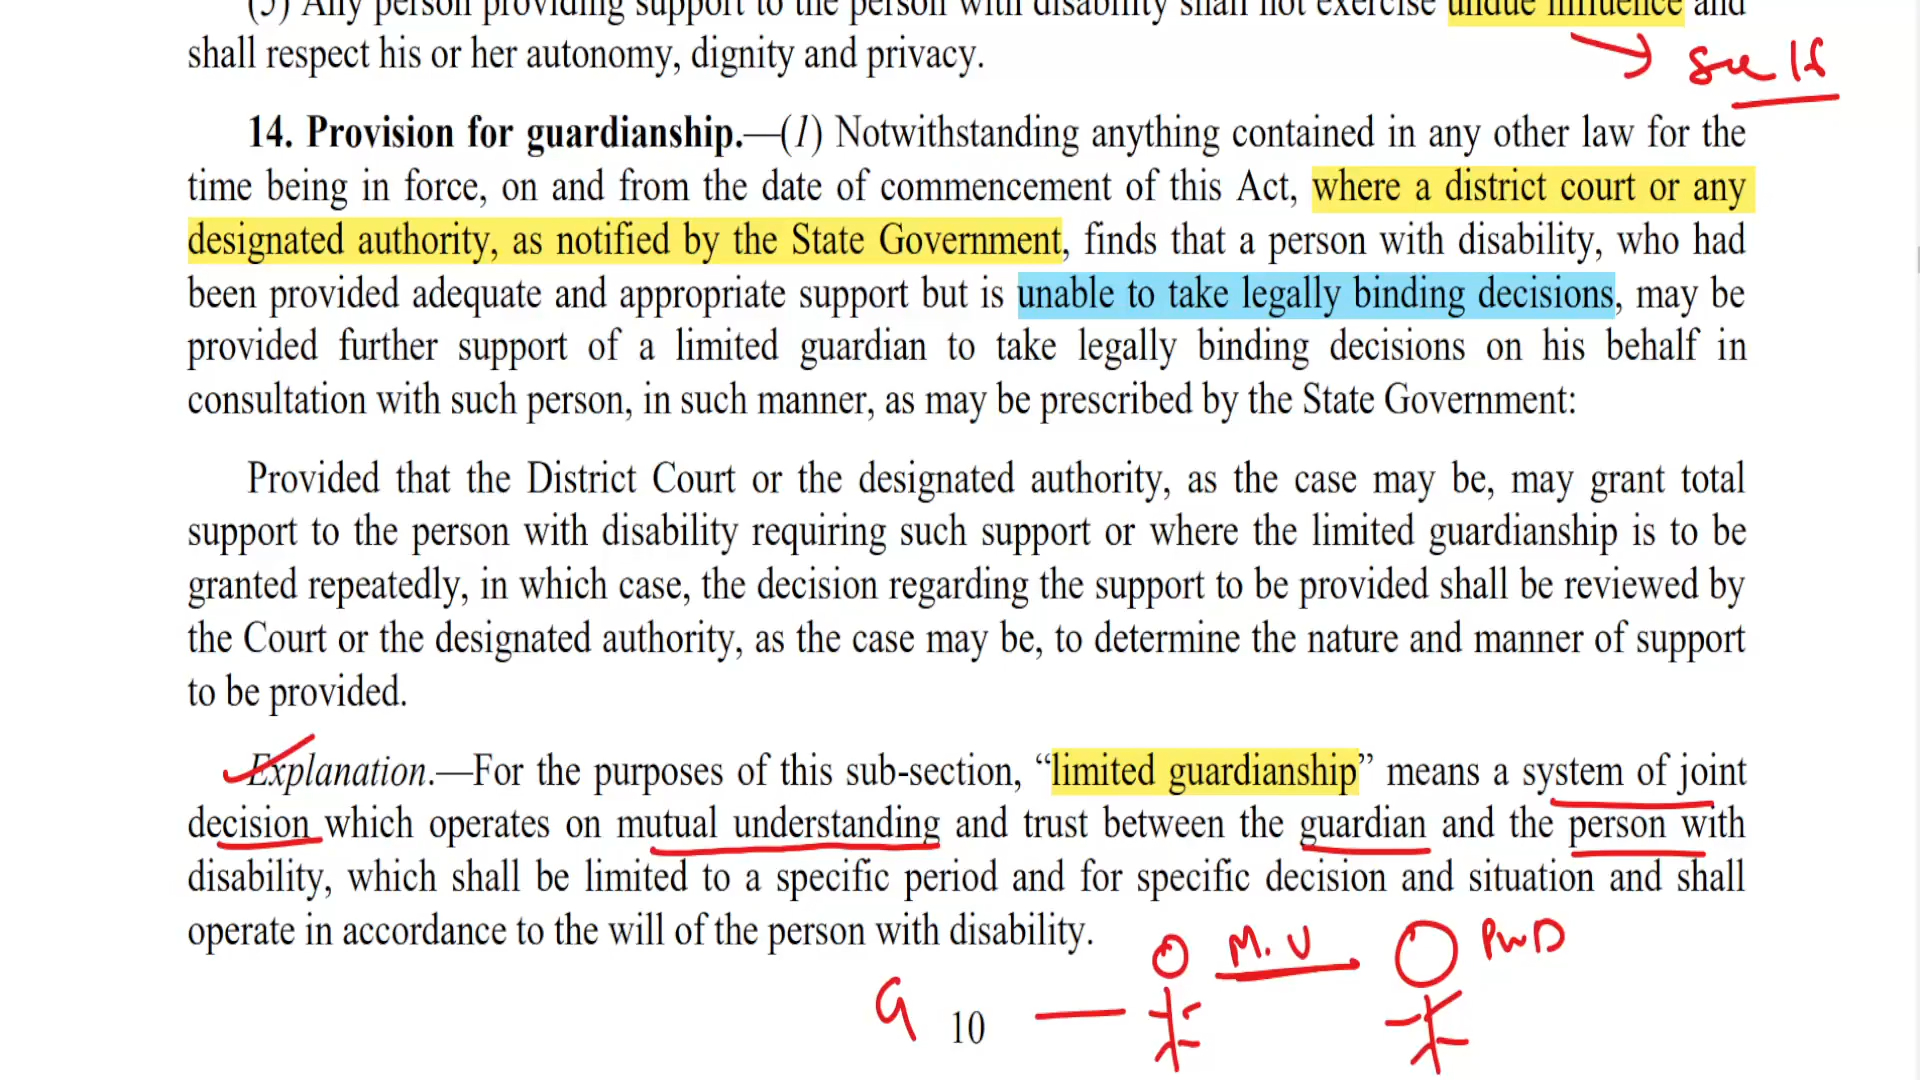 (5) Any person providing support to the person with disability shall not exercise undue influence and
shall respect his or her autonomy, dignity and privacy.
See 16
14. Provision for guardianship.—(1) Notwithstanding anything contained in any other law for the
time being in force, on and from the date of commencement of this Act, where a district court or any
designated authority, as notified by the State Government, finds that a person with disability, who had
been provided adequate and appropriate support but is unable to take legally binding decisions, may be
provided further support of a limited guardian to take legally binding decisions on his behalf in
consultation with such person, in such manner, as may be prescribed by the State Government:
Provided that the District Court or the designated authority, as the case may be, may grant total
support to the person with disability requiring such support or where the limited guardianship is to be
granted repeatedly, in which case, the decision regarding the support to be provided shall be reviewed by
the Court or the designated authority, as the case may be, to determine the nature and manner of support
to be provided.
Explanation.—For the purposes of this sub-section, “limited guardianship” means a system of joint
decision which operates on mutual understanding and trust between the guardian and the person with
disability, which shall be limited to a specific period and for specific decision and situation and shall
operate in accordance to the will of the person with disability.
M.U PWD
G
10